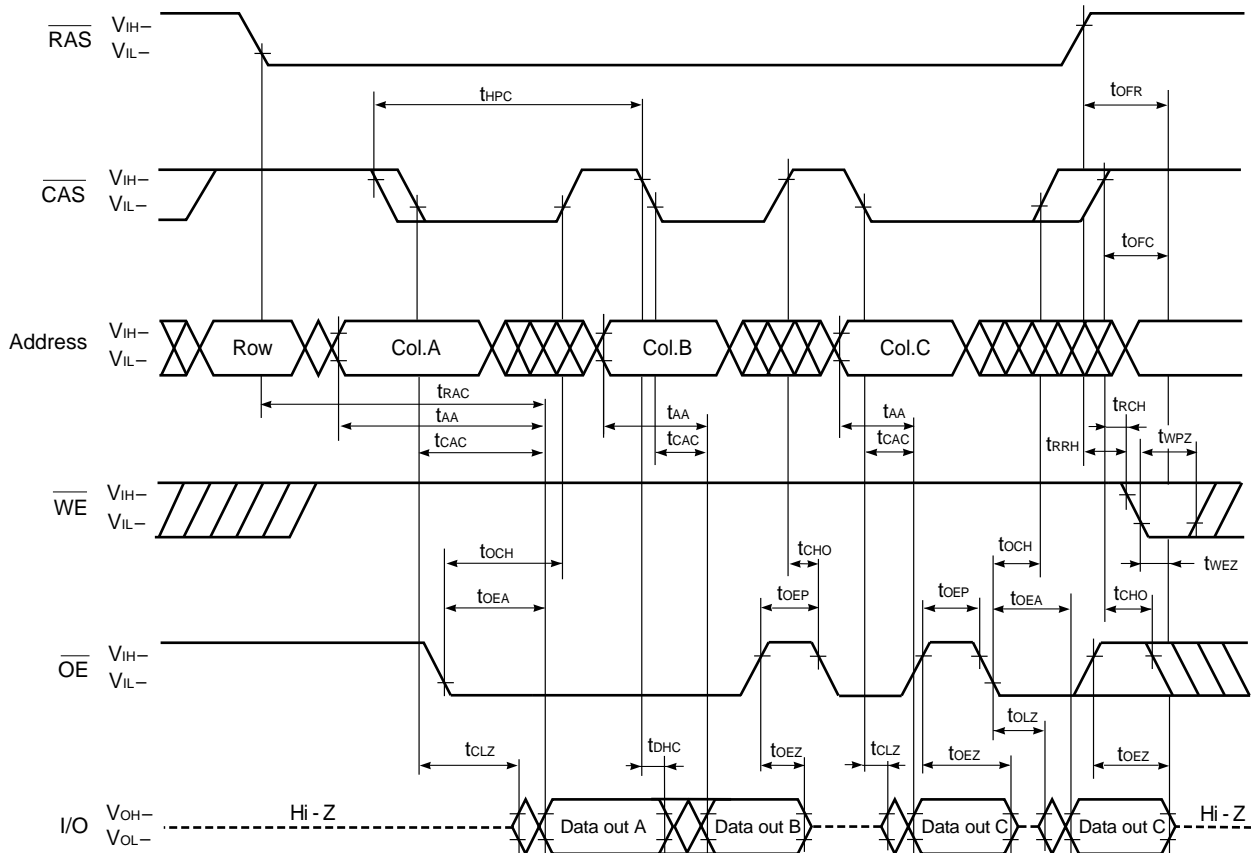 RAS VIH–
VIL–
tHPC tOFR
CAS VIH–
VIL–
tOFC
Address VIH–
VIL–
Row Col.A Col.B Col.C
tRAC
tAA tAA tAA
tCAC tCAC tCAC
tRCH
tRRH tWPZ
WE VIH–
VIL–
tWEZ
tOCH tCHO tOCH
tOEA tOEP tOEP tOEA tCHO
OE VIH–
VIL–
tOLZ
tCLZ tDHC tOEZ tCLZ tOEZ tOEZ
I/O VOH–
VOL–
Hi - Z Data out A Data out B Data out C Data out C Hi - Z